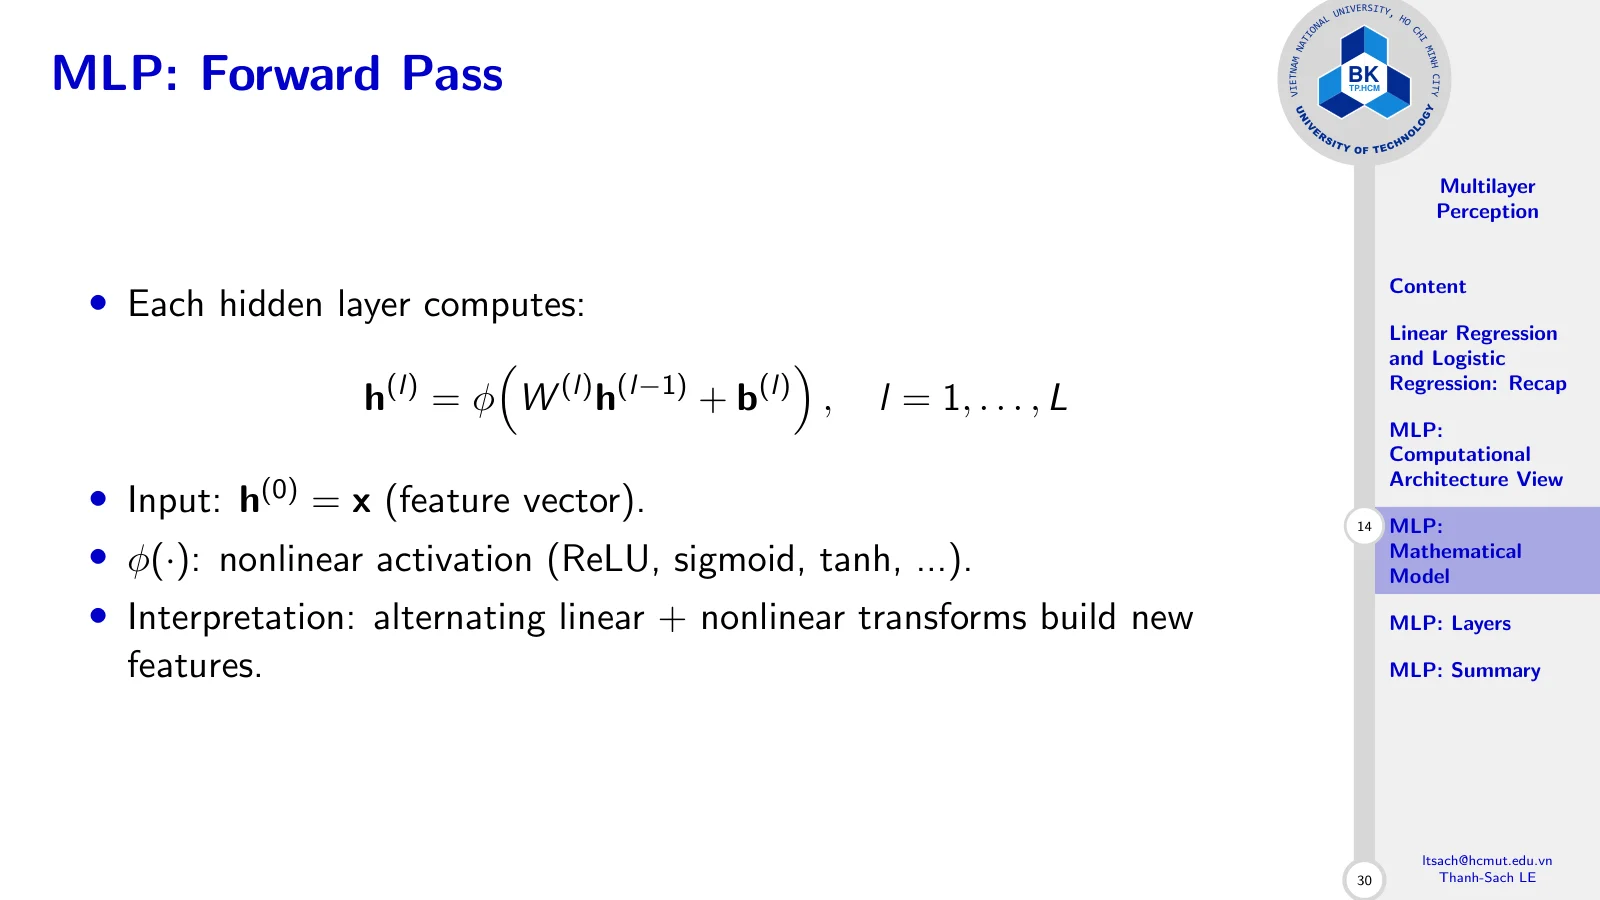 MLP: Forward Pass
• Each hidden layer computes:
h^(l) = ϕ(W^(l)h^(l−1) + b^(l)), l = 1, . . . , L
• Input: h^(0) = x (feature vector).
• ϕ(·): nonlinear activation (ReLU, sigmoid, tanh, ...).
• Interpretation: alternating linear + nonlinear transforms build new
features.
VIETNAM NATIONAL UNIVERSITY, HO CHI MINH CITY
BK
TP.HCM
UNIVERSITY OF TECHNOLOGY
Multilayer
Perception
Content
Linear Regression
and Logistic
Regression: Recap
MLP:
Computational
Architecture View
14
MLP:
Mathematical
Model
MLP: Layers
MLP: Summary
ltsach@hcmut.edu.vn
Thanh-Sach LE
30